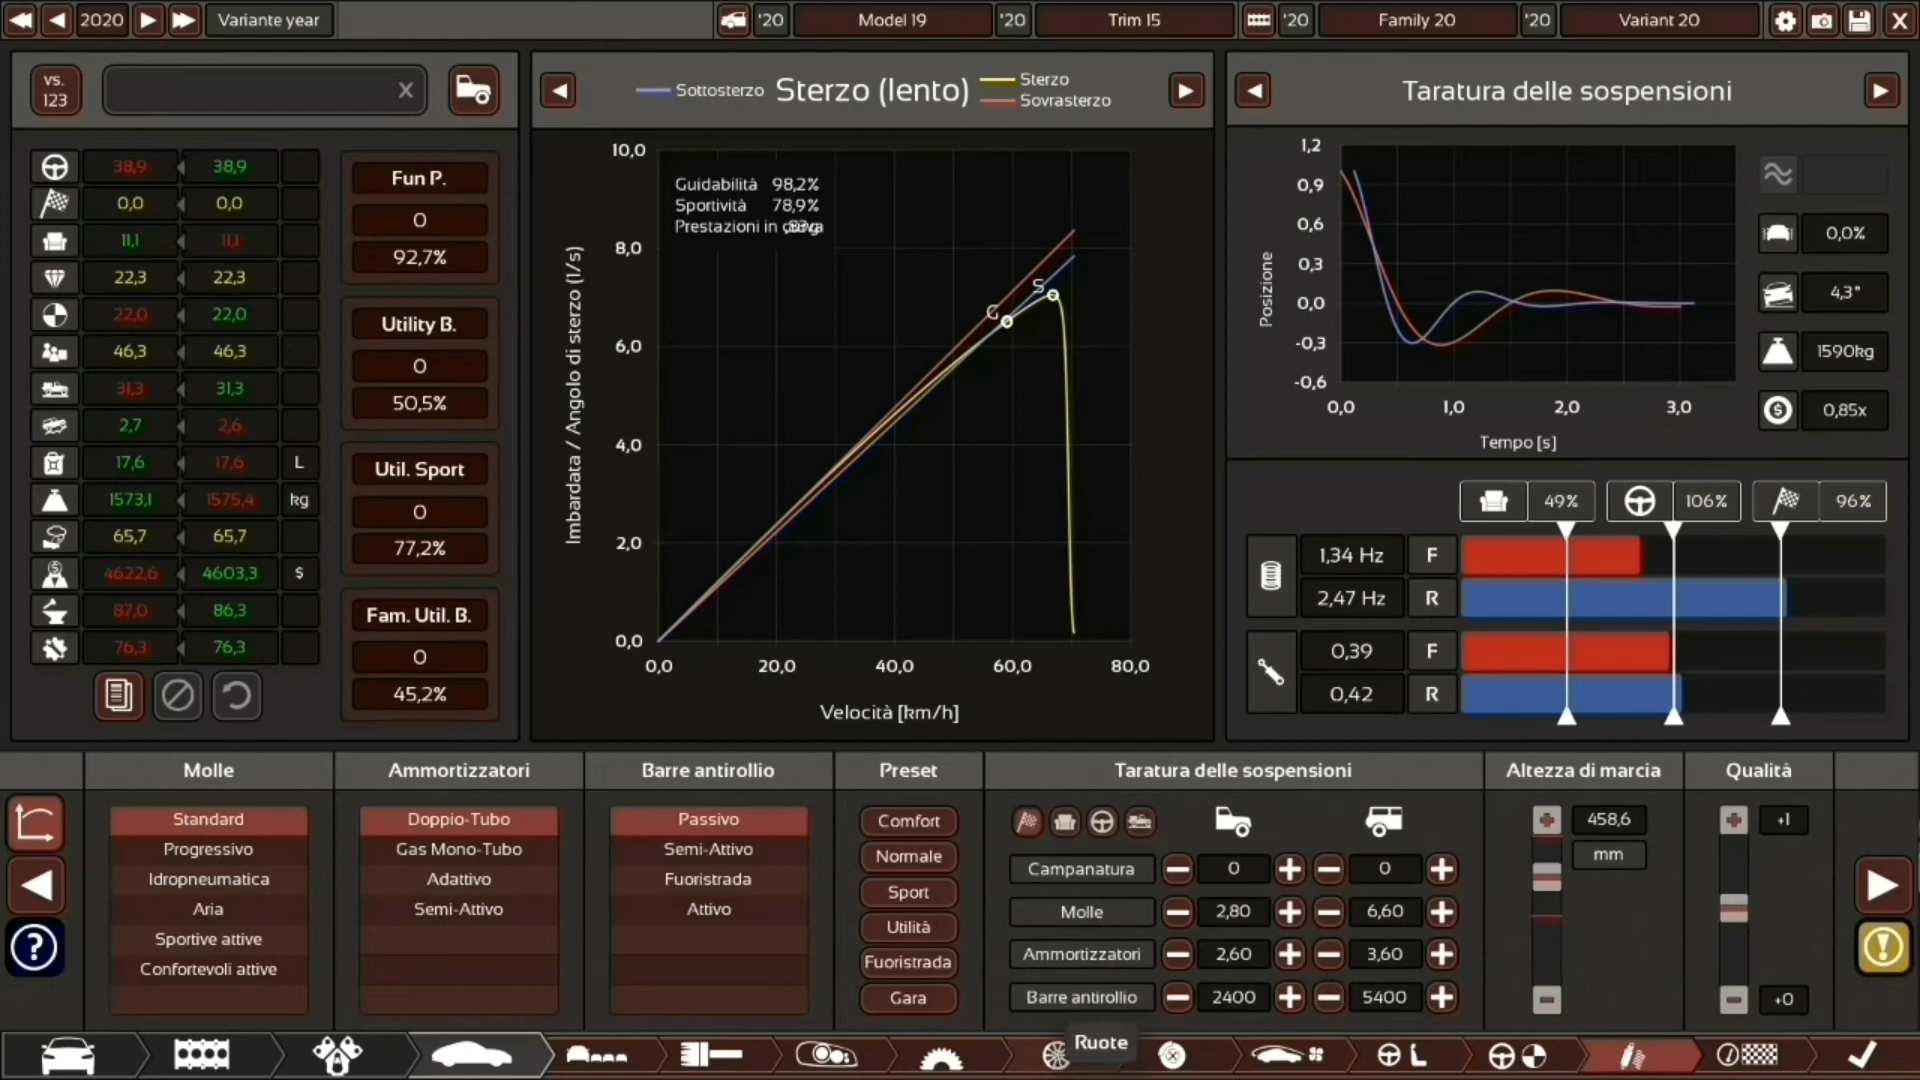 2020
Variante year
'20
Model 19
'20
Trim 15
'20
Family 20
'20
Variant 20
X
vs.
123
x
38,9 38,9
0,0 0,0
11,1 11,1
22,3 22,3
22,0 22,0
46,3 46,3
31,3 31,3
2,7 2,6
17,6 17,6 L
1573,1 1575,4 kg
65,7 65,7
4622,6 4603,3 $
87,0 86,3
76,3 76,3
Fun P.
0
92,7%
Utility B.
0
50,5%
Util. Sport
0
77,2%
Fam. Util. B.
0
45,2%
Sottosterzo
Sterzo (lento)
Sterzo
Sovrasterzo
Guidabilità 98,2%
Sportività 78,9%
Prestazioni in
10,0
8,0
6,0
4,0
2,0
0,0
G
S
Imbardata / Angolo di sterzo (1/s)
0,0 20,0 40,0 60,0 80,0
Velocità [km/h]
Taratura delle sospensioni
1,2
0,9
0,6
0,3
0,0
-0,3
-0,6
Posizione
0,0 1,0 2,0 3,0
Tempo [s]
0,0%
4,3°
1590kg
0,85x
49% 106% 96%
1,34 Hz F
2,47 Hz R
0,39 F
0,42 R
Molle
Standard
Progressivo
Idropneumatica
Aria
Sportive attive
Confortevoli attive
Ammortizzatori
Doppio-Tubo
Gas Mono-Tubo
Adattivo
Semi-Attivo
Barre antirollio
Passivo
Semi-Attivo
Fuoristrada
Attivo
Preset
Comfort
Normale
Sport
Utilità
Fuoristrada
Gara
Taratura delle sospensioni
Campanatura 0 0
Molle 2,80 6,60
Ammortizzatori 2,60 3,60
Barre antirollio 2400 5400
Altezza di marcia
458,6
mm
Qualità
+1
+0
?
!
Ruote